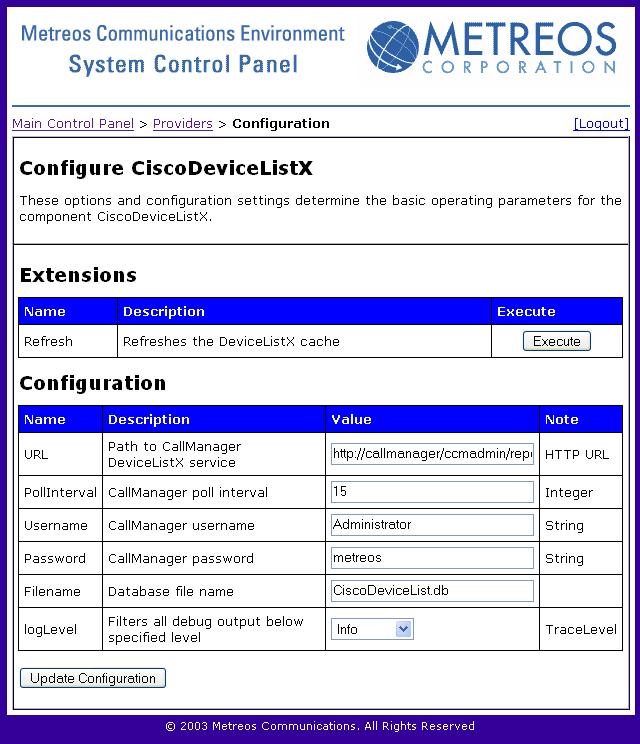 Metreos Communications Environment
System Control Panel
METREOS
CORPORATION
Main Control Panel > Providers > Configuration [Logout]
Configure CiscoDeviceListX
These options and configuration settings determine the basic operating parameters for the
component CiscoDeviceListX.
Extensions
Name Description Execute
Refresh Refreshes the DeviceListX cache Execute
Configuration
Name Description Value Note
URL Path to CallManager
DeviceListX service http://callmanager/ccmadmin/repo HTTP URL
PollInterval CallManager poll interval 15 Integer
Username CallManager username Administrator String
Password CallManager password metreos String
Filename Database file name CiscoDeviceList.db
logLevel Filters all debug output below
specified level Info TraceLevel
Update Configuration
© 2003 Metreos Communications. All Rights Reserved